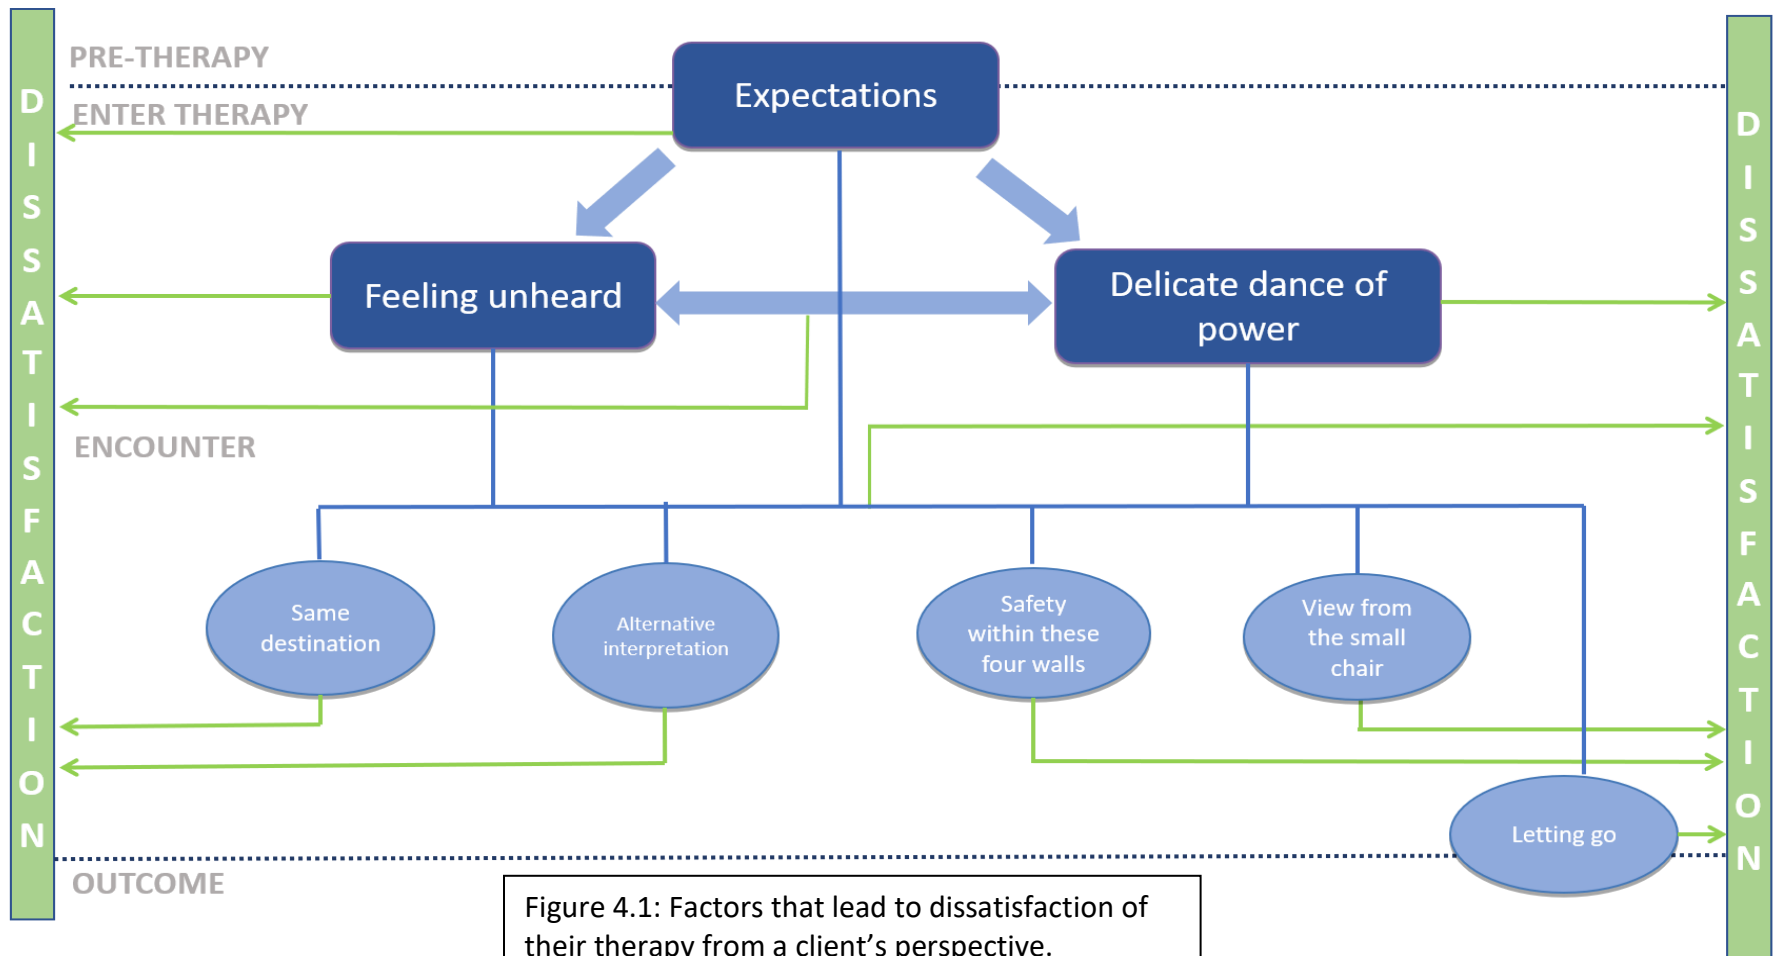 PRE-THERAPY
Expectations
ENTER THERAPY
DISSATISFACTION
DISSATISFACTION
Feeling unheard
Delicate dance of
power
ENCOUNTER
Same
destination
Alternative
interpretation
Safety
within these
four walls
View from
the small
chair
Letting go
OUTCOME
Figure 4.1: Factors that lead to dissatisfaction of
their therapy from a client’s perspective.